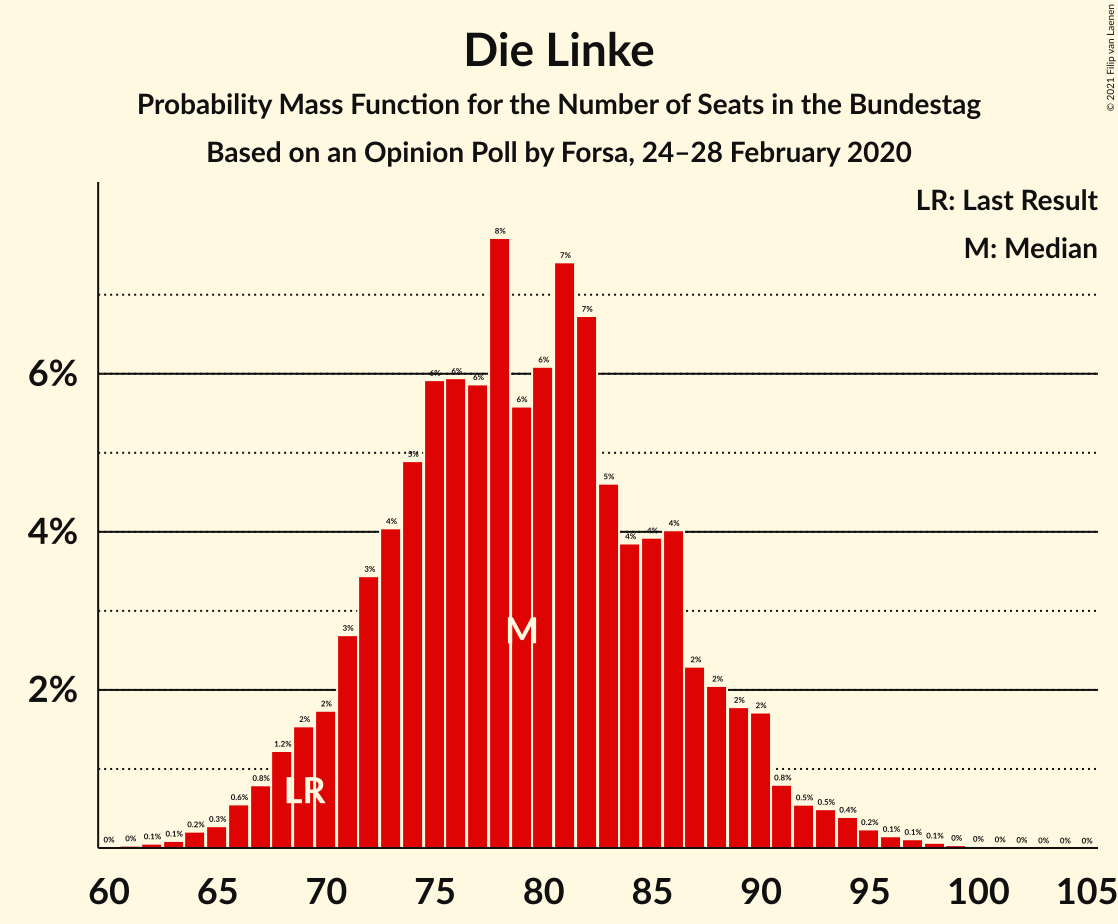 © 2021 Filip van Laenen
Die Linke
Probability Mass Function for the Number of Seats in the Bundestag
Based on an Opinion Poll by Forsa, 24–28 February 2020
LR: Last Result
M: Median
6%
4%
2%
0% 0% 0.1% 0.1% 0.2% 0.3% 0.6% 0.8% 1.2% 2% 2% 3% 3% 4% 5% 6% 6% 6% 8% 6% 6% 7% 7% 5% 4% 4% 4% 2% 2% 2% 2% 0.8% 0.5% 0.5% 0.4% 0.2% 0.1% 0.1% 0.1% 0% 0% 0% 0% 0% 0% 0%
M
LR
60 65 70 75 80 85 90 95 100 105